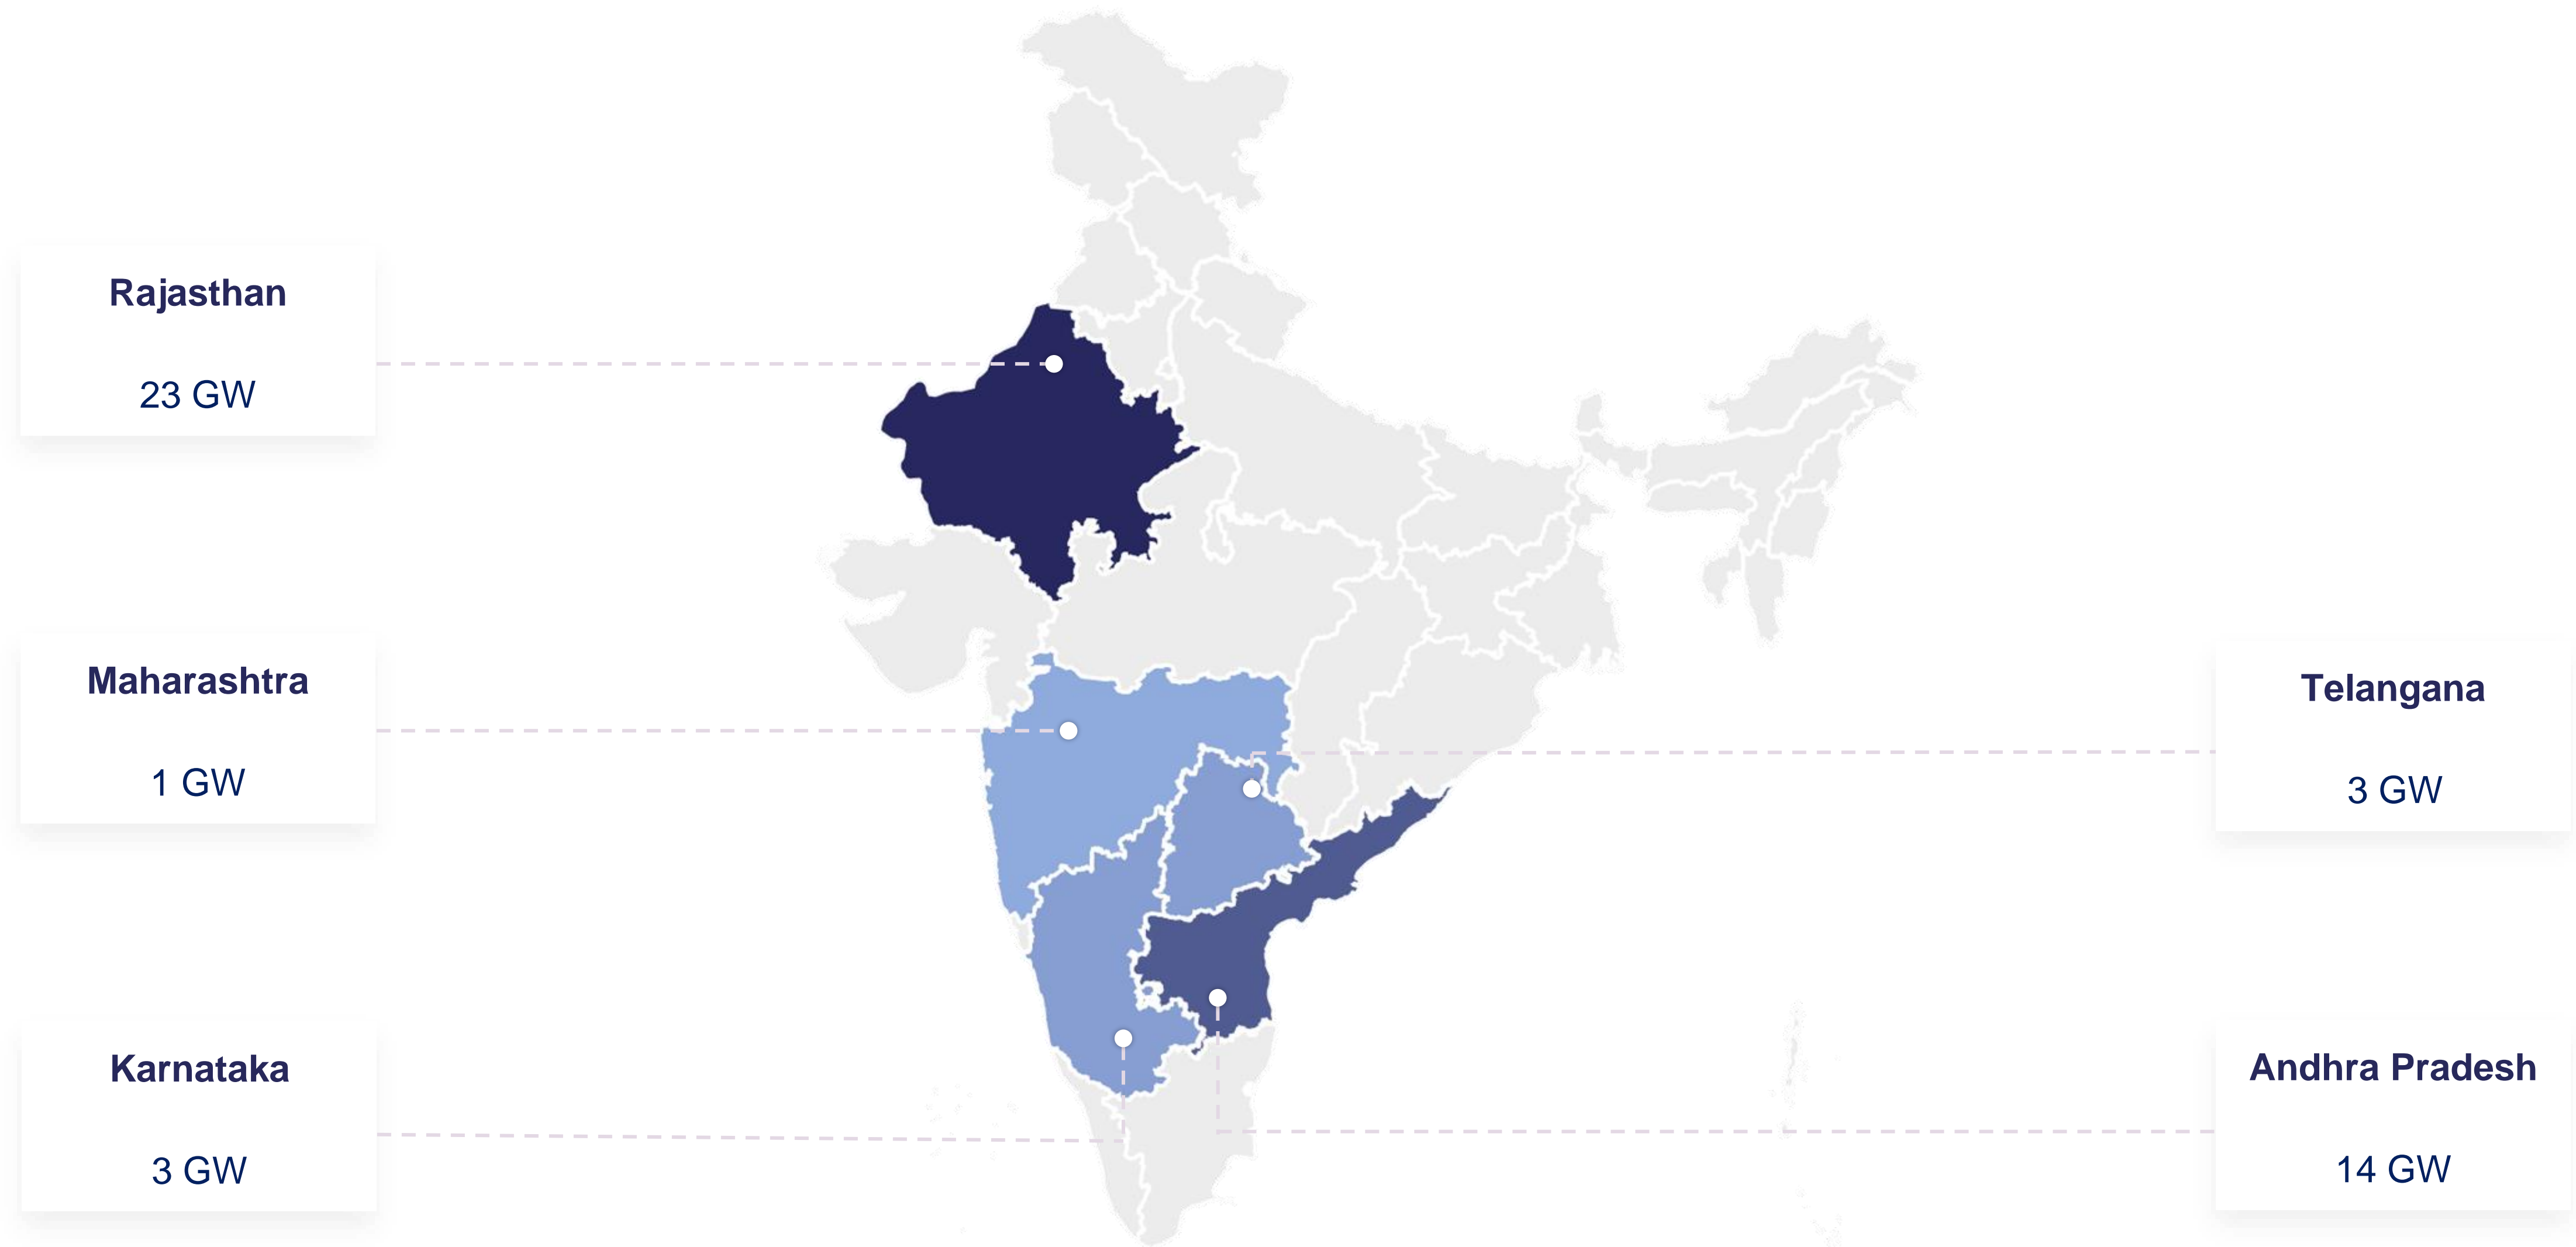 Rajasthan
23 GW
Maharashtra
1 GW
Karnataka
3 GW
Telangana
3 GW
Andhra Pradesh
14 GW